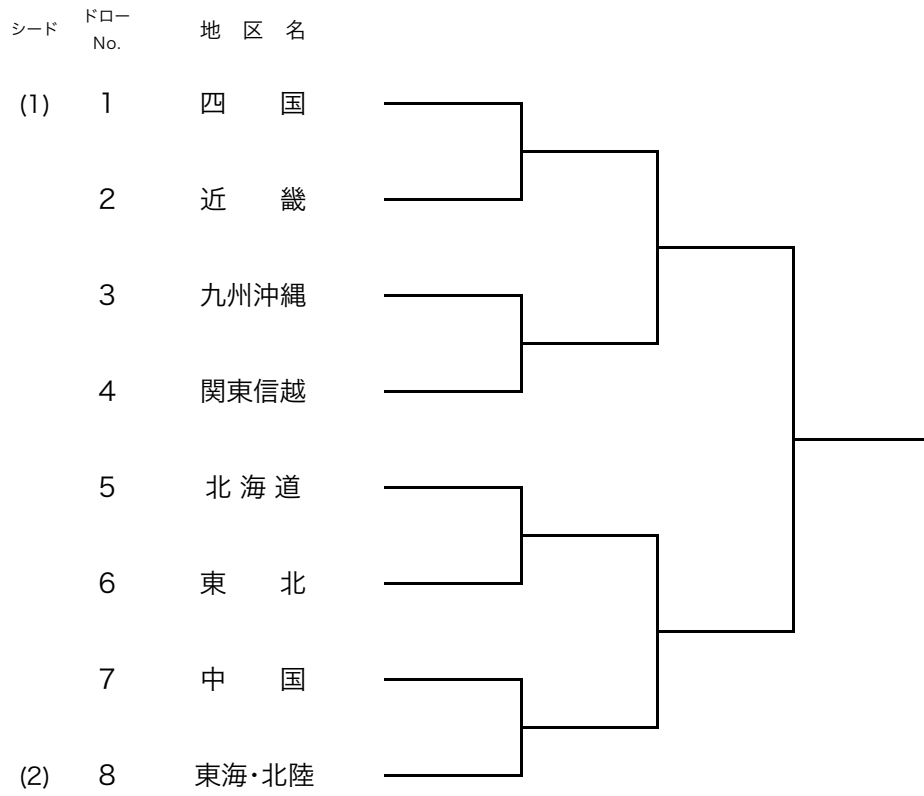 シード ドロー No. 地 区 名
(1) 1 四 国
2 近 畿
3 九州沖縄
4 関東信越
5 北 海 道
6 東 北
7 中 国
(2) 8 東海・北陸